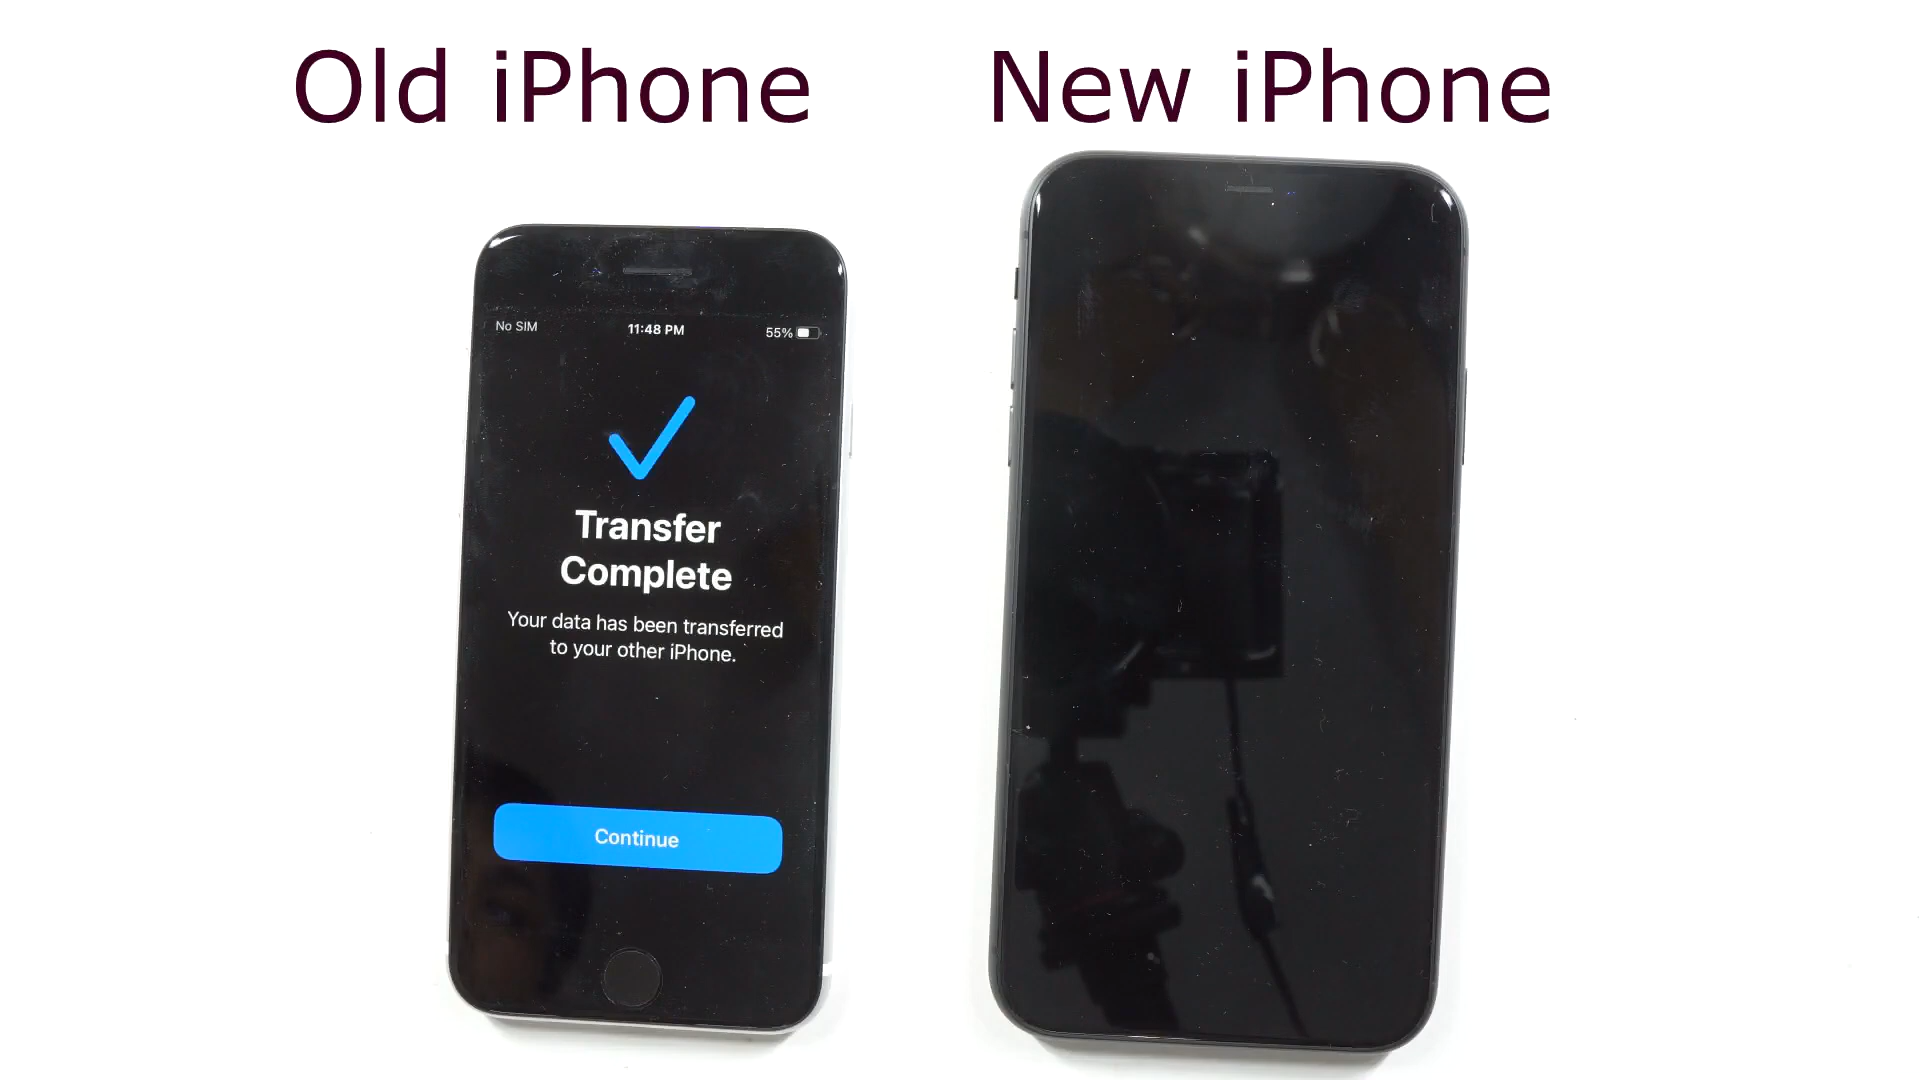 Old iPhone
New iPhone
No SIM
11:48 PM
55%
Transfer
Complete
Your data has been transferred
to your other iPhone.
Continue